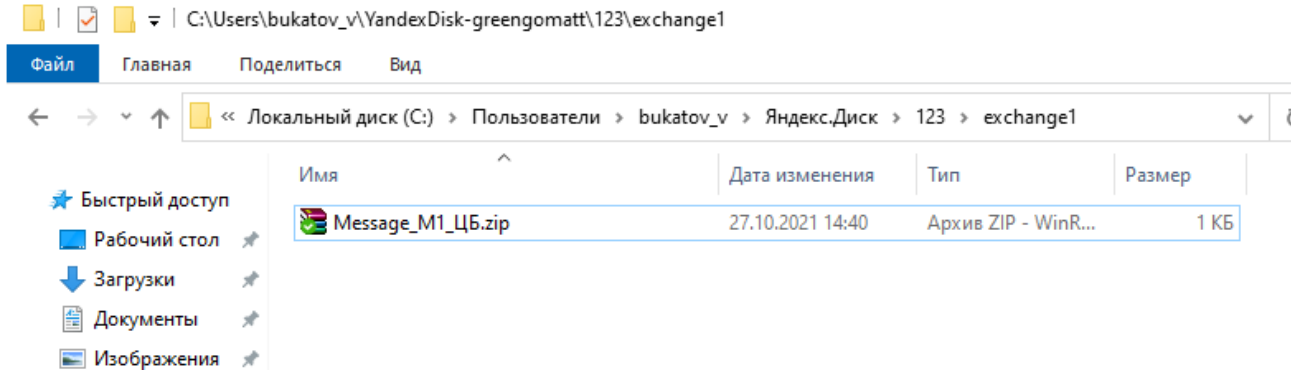 C:\Users\bukatov_v\YandexDisk-greengomatt\123\exchange1
Файл Главная Поделиться Вид
« Локальный диск (C:) › Пользователи › bukatov_v › Яндекс.Диск › 123 › exchange1
Имя Дата изменения Тип Размер
Быстрый доступ
Message_M1_ЦБ.zip 27.10.2021 14:40 Архив ZIP - WinR... 1 КБ
Рабочий стол
Загрузки
Документы
Изображения